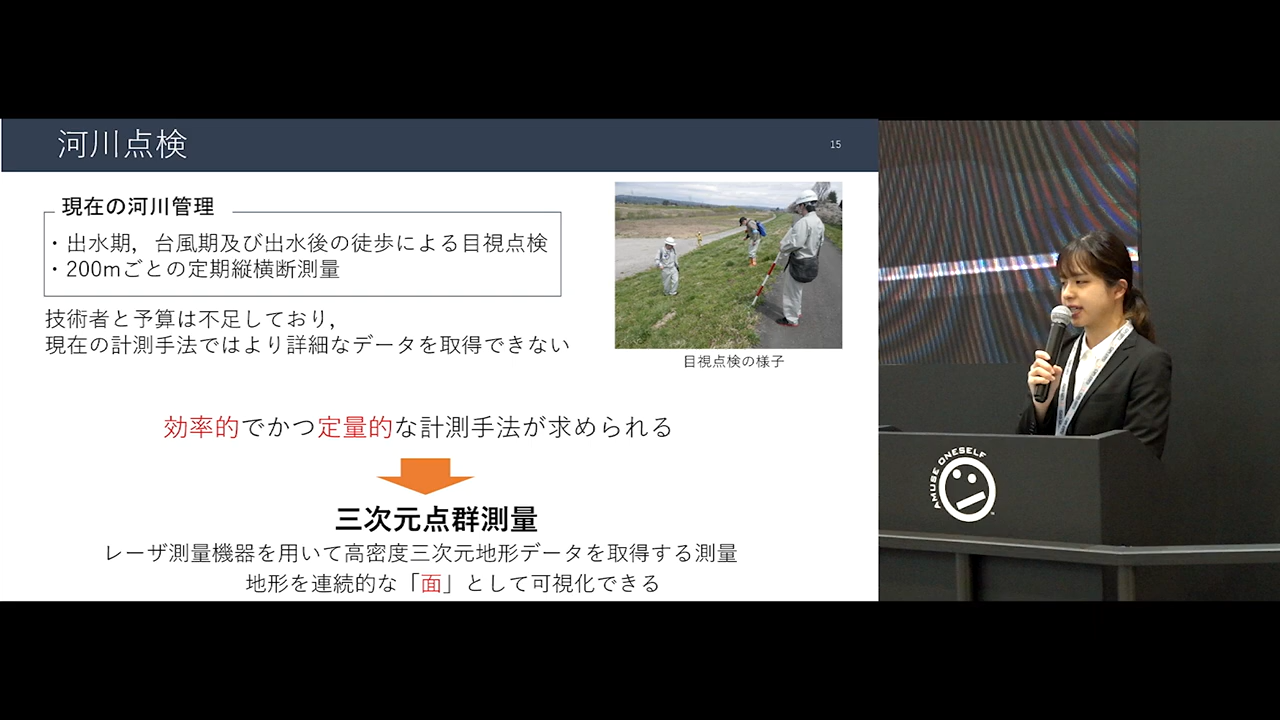 河川点検
15
現在の河川管理
・出水期，台風期及び出水後の徒歩による目視点検
・200mごとの定期縦横断測量
技術者と予算は不足しており，
現在の計測手法ではより詳細なデータを取得できない
目視点検の様子
効率的でかつ定量的な計測手法が求められる
三次元点群測量
レーザ測量機器を用いて高密度三次元地形データを取得する測量
地形を連続的な「面」として可視化できる
AMUSE ONESELF